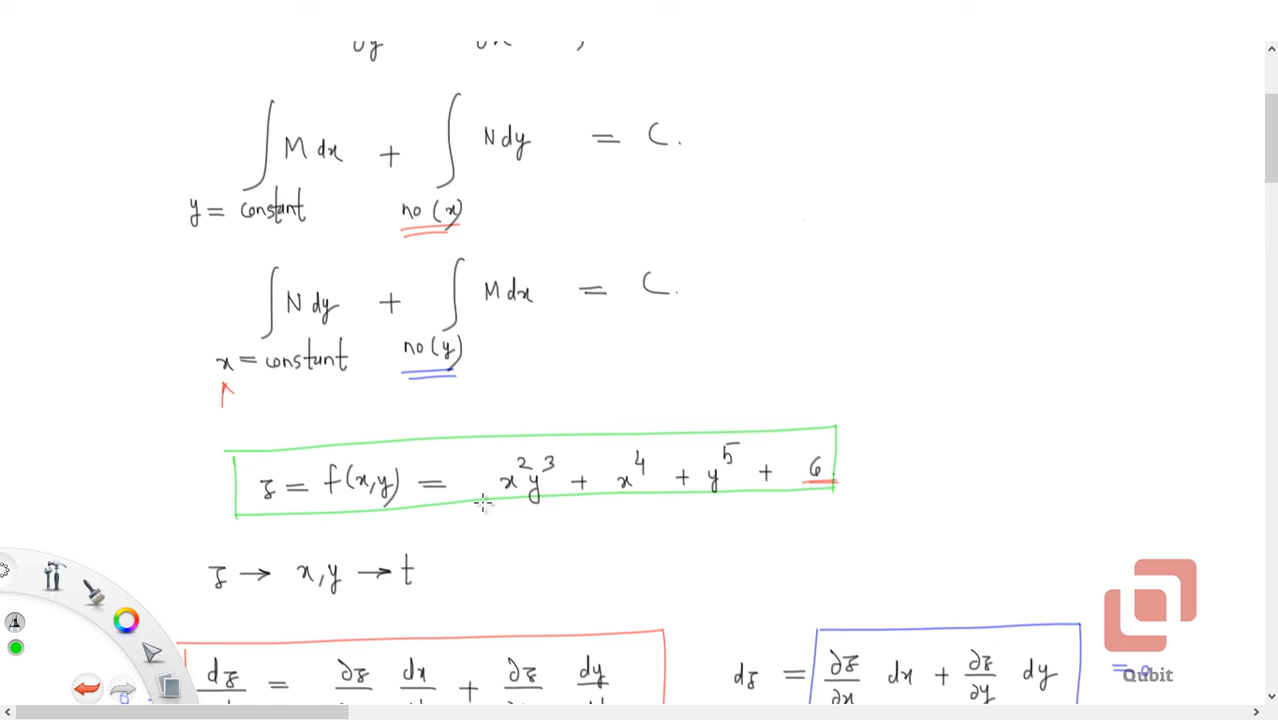 ∫ M dx + ∫ N dy = C.
y = constant no (x)
∫ N dy + ∫ M dx = C.
x = constant no (y)
z = f(x,y) = x²y³ + x⁴ + y⁵ + 6
z → x, y → t
dz = ∂z dx + ∂z dy
dz = ∂z/∂x dx + ∂z/∂y dy = 0
Qubit